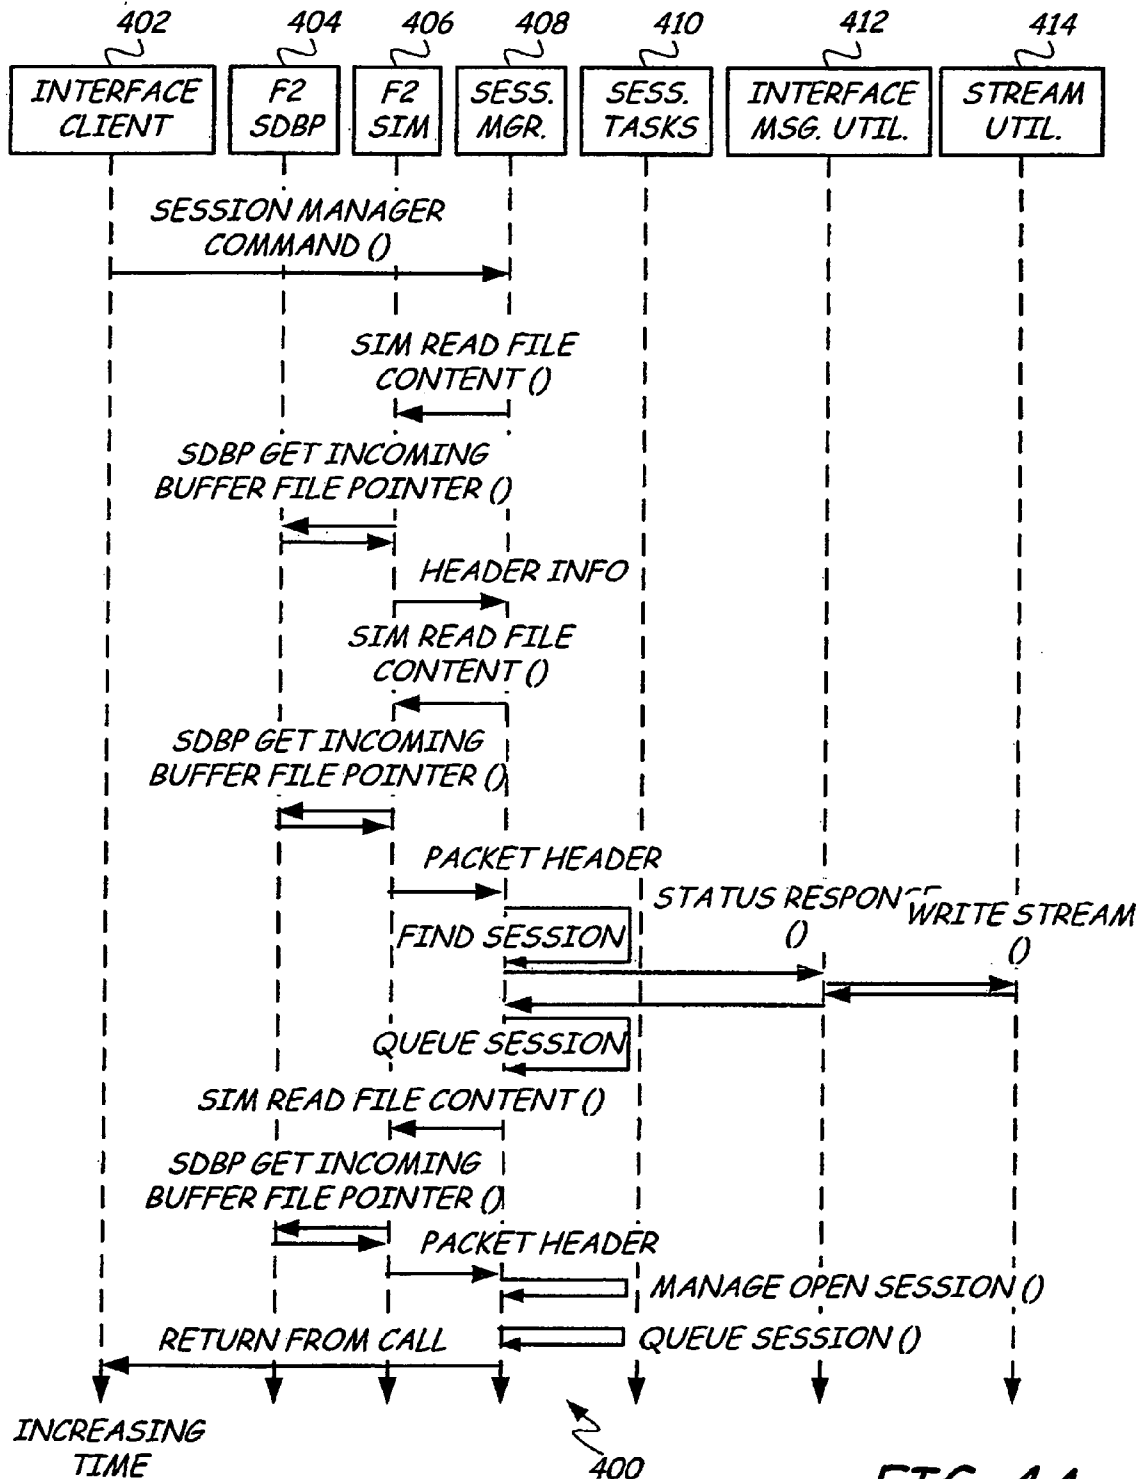 402 404 406 408 410 412 414
INTERFACE CLIENT
F2 SDBP
F2 SIM
SESS. MGR.
SESS. TASKS
INTERFACE MSG. UTIL.
STREAM UTIL.
SESSION MANAGER
COMMAND ()
SIM READ FILE
CONTENT ()
SDBP GET INCOMING
BUFFER FILE POINTER ()
HEADER INFO
SIM READ FILE
CONTENT ()
SDBP GET INCOMING
BUFFER FILE POINTER ()
PACKET HEADER
STATUS RESPONSE
()
WRITE STREAM
()
FIND SESSION
QUEUE SESSION
SIM READ FILE CONTENT ()
SDBP GET INCOMING
BUFFER FILE POINTER ()
PACKET HEADER
MANAGE OPEN SESSION ()
QUEUE SESSION ()
RETURN FROM CALL
INCREASING
TIME
400